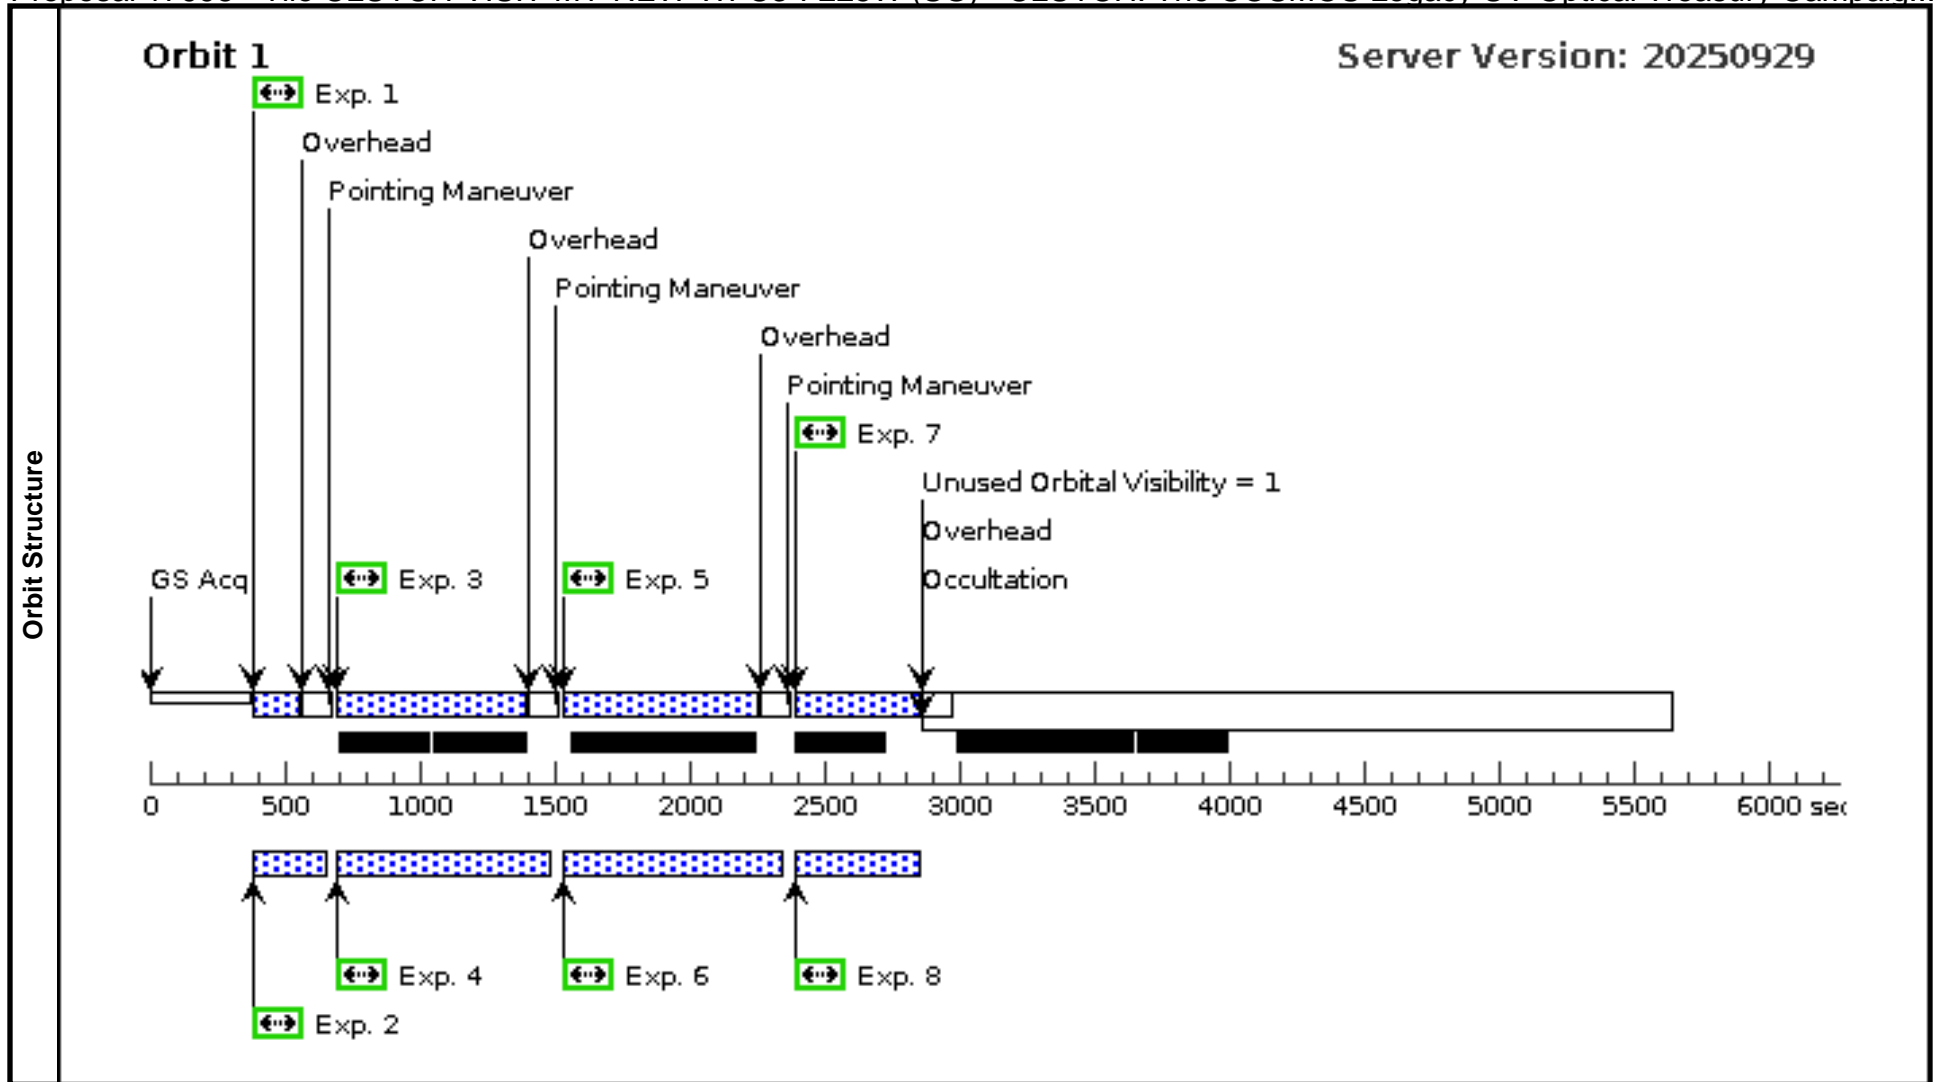 Orbit 1
Server Version: 20250929
Exp. 1
Overhead
Pointing Maneuver
Overhead
Pointing Maneuver
Overhead
Pointing Maneuver
Exp. 7
Unused Orbital Visibility = 1
Overhead
GS Acq
Exp. 3
Exp. 5
Occultation
Orbit Structure
0 500 1000 1500 2000 2500 3000 3500 4000 4500 5000 5500 6000 sec
Exp. 4
Exp. 6
Exp. 8
Exp. 2